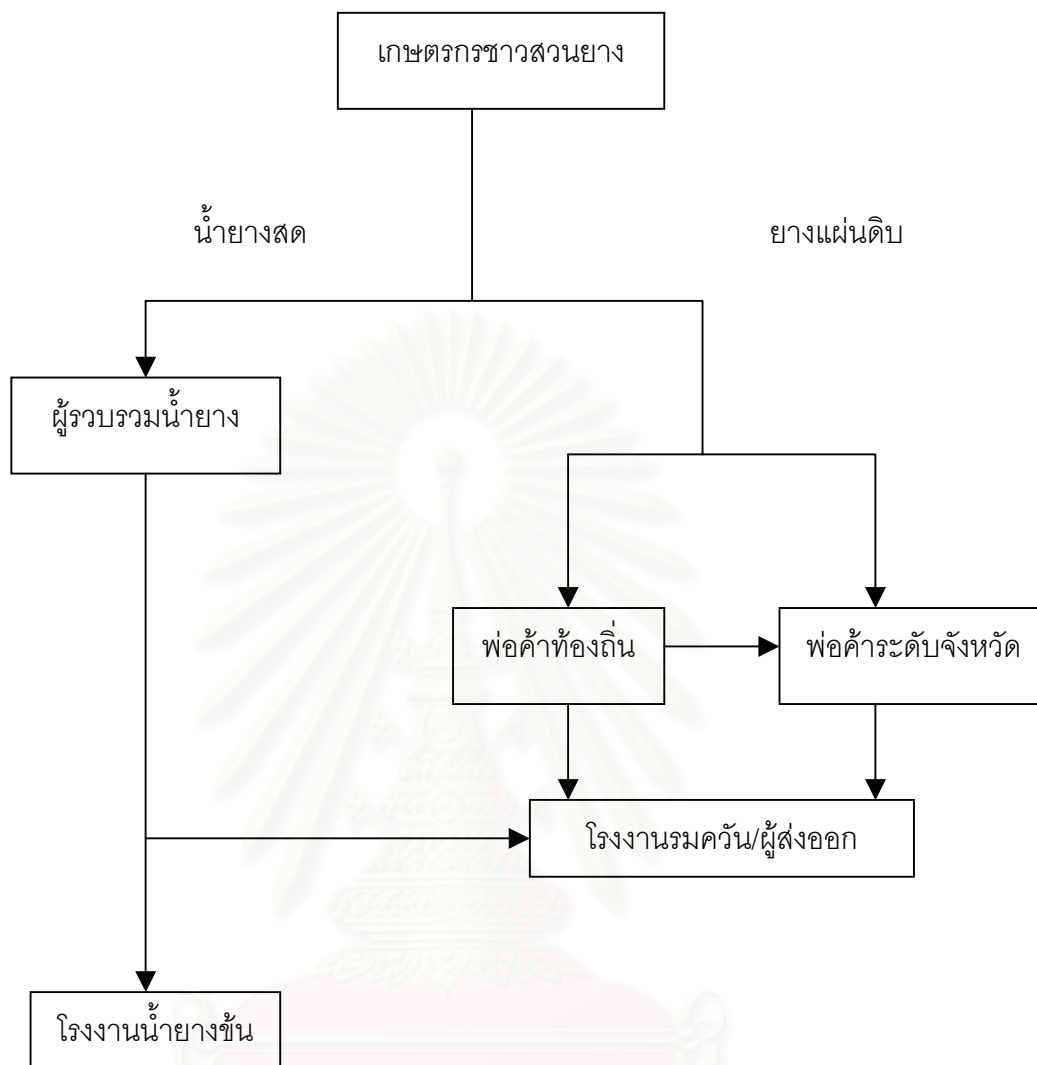 เกษตรกรชาวสวนยาง
น้ำยางสด
ยางแผ่นดิบ
ผู้รวบรวมน้ำยาง
พ่อค้าท้องถิ่น
พ่อค้าระดับจังหวัด
โรงงานรมควัน/ผู้ส่งออก
โรงงานน้ำยางข้น